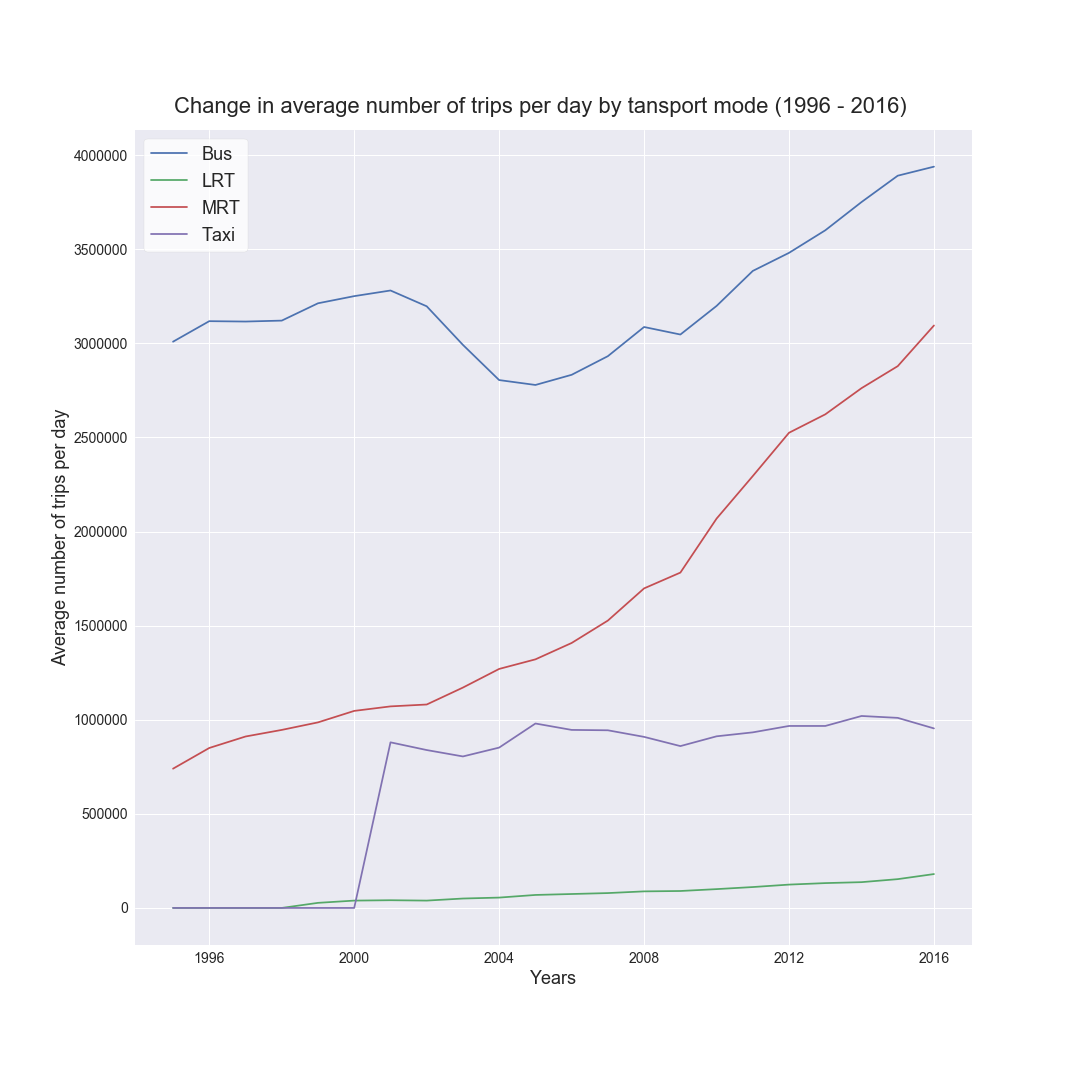 Change in average number of trips per day by tansport mode (1996 - 2016)
Bus
LRT
MRT
Taxi
4000000
3500000
3000000
2500000
2000000
1500000
1000000
500000
0
Average number of trips per day
1996 2000 2004 2008 2012 2016
Years